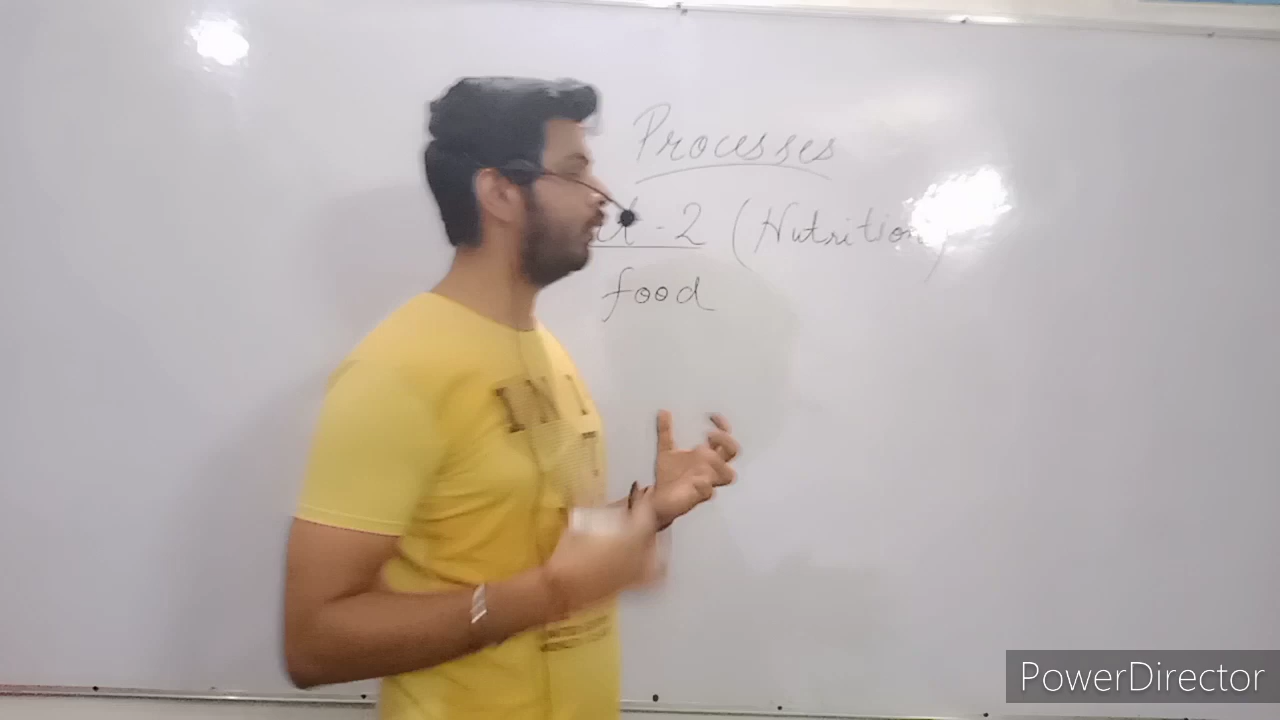 Processes
-2 (Nutrition)
food
PowerDirector